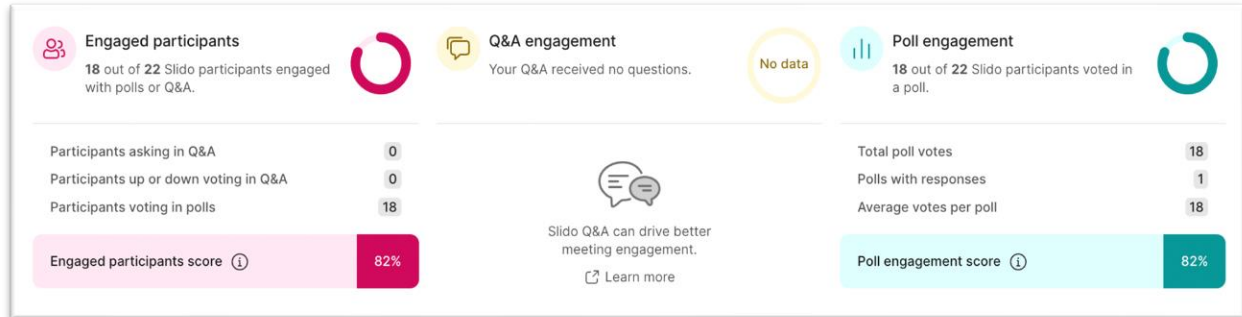 Engaged participants
18 out of 22 Slido participants engaged
with polls or Q&A.
Participants asking in Q&A 0
Participants up or down voting in Q&A 0
Participants voting in polls 18
Engaged participants score 82%
Q&A engagement
Your Q&A received no questions.
No data
Slido Q&A can drive better
meeting engagement.
Learn more
Poll engagement
18 out of 22 Slido participants voted in
a poll.
Total poll votes 18
Polls with responses 1
Average votes per poll 18
Poll engagement score 82%